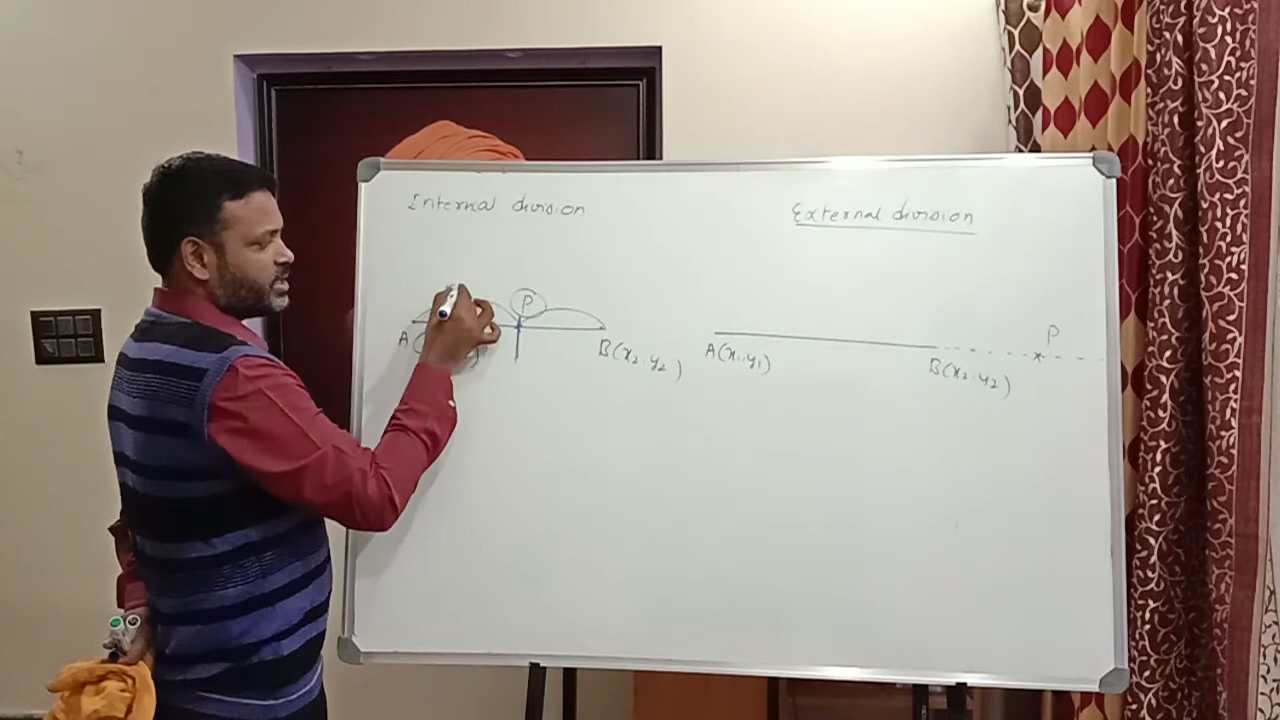 Internal division
External division
P
A
B(x₂, y₂)
A(x₁, y₁)
B(x₂, y₂)
P